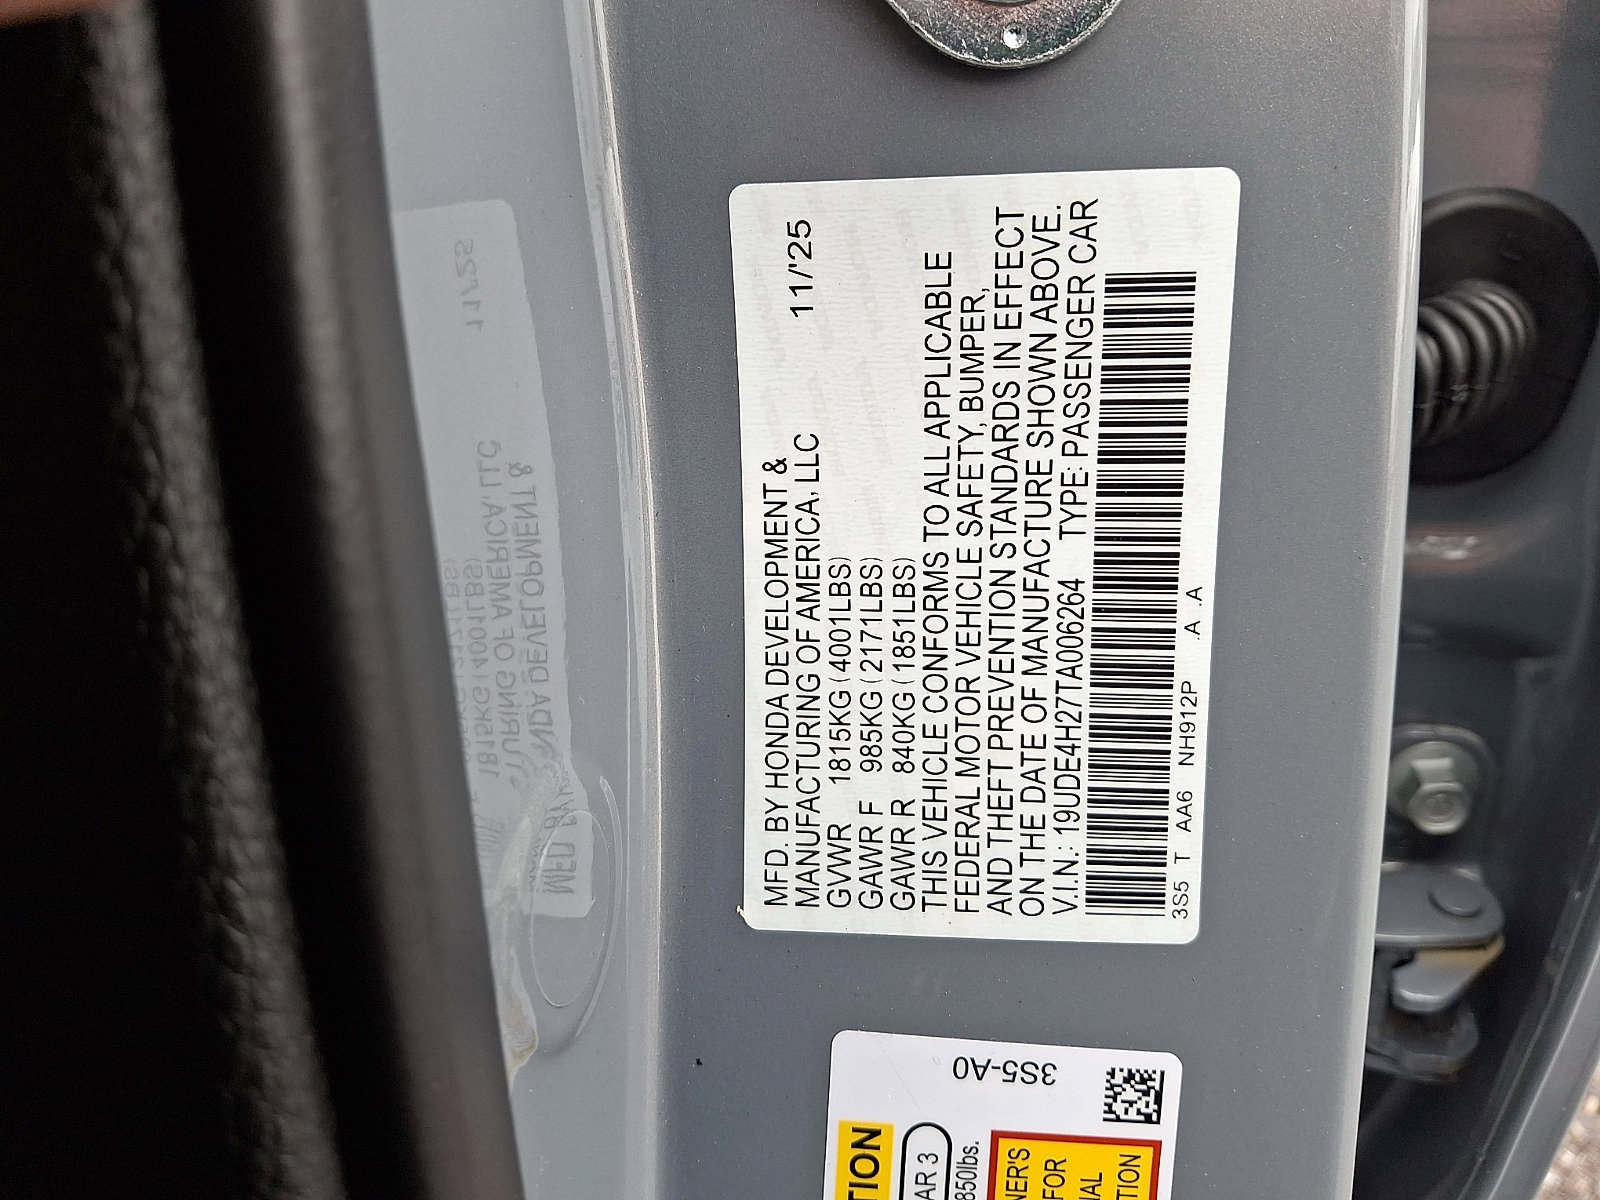 MFD. BY HONDA DEVELOPMENT &
MANUFACTURING OF AMERICA, LLC 11/'25
GVWR 1815KG (4001LBS)
GAWR F 985KG (2171LBS)
GAWR R 840KG (1851LBS)
THIS VEHICLE CONFORMS TO ALL APPLICABLE
FEDERAL MOTOR VEHICLE SAFETY, BUMPER,
AND THEFT PREVENTION STANDARDS IN EFFECT
ON THE DATE OF MANUFACTURE SHOWN ABOVE.
V.I.N.: 19UDE4H27TA006264 TYPE: PASSENGER CAR
3S5 T AA6 NH912P .A .A
3S5-A0
850lbs.